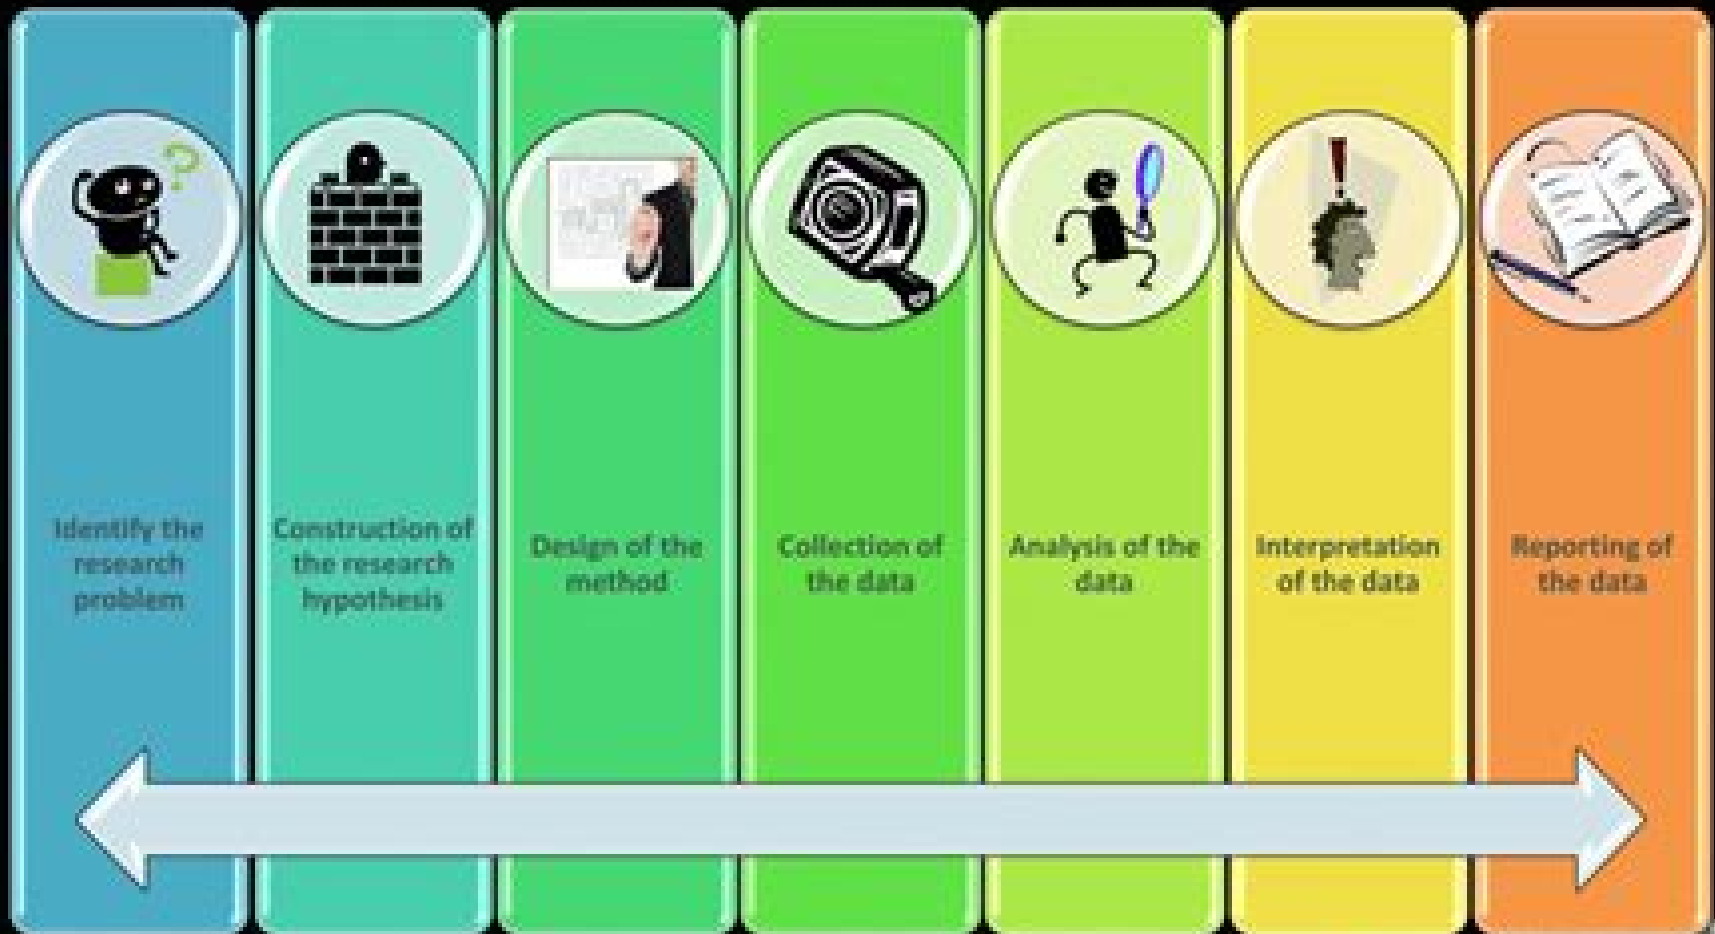 Identify the
research
problem
Construction of
the research
hypothesis
Design of the
method
Collection of
the data
Analysis of the
data
Interpretation
of the data
Reporting of
the data